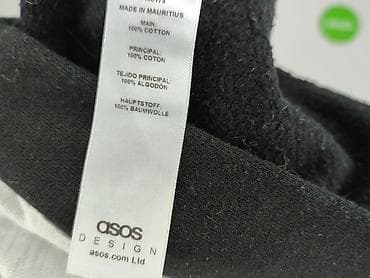 MADE IN MAURITIUS
MAIN:
100% COTTON
PRINCIPAL:
100% COTON
TEJIDO PRINCIPAL:
100% ALGODÓN
HAUPTSTOFF:
100% BAUMWOLLE
asos
DESIGN
asos.com Ltd